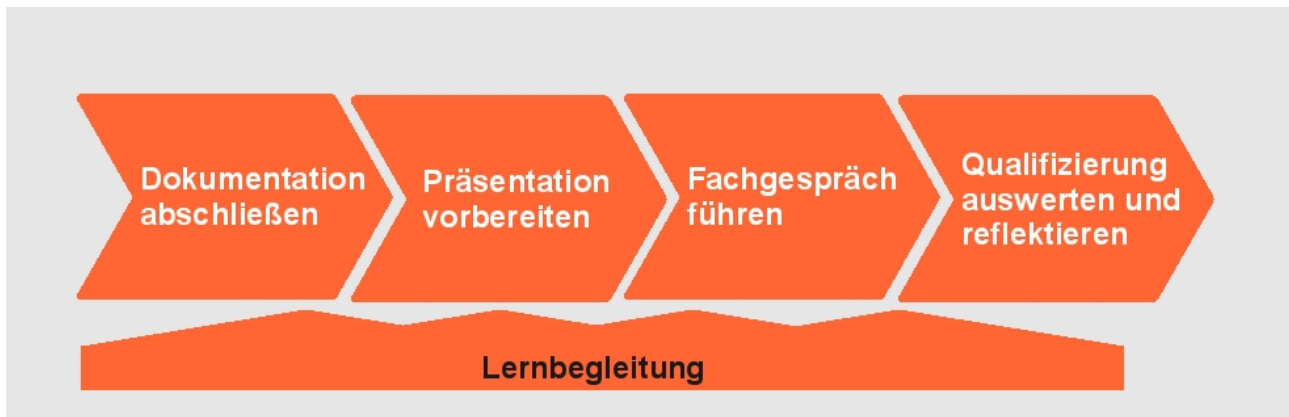 Dokumentation
abschließen
Präsentation
vorbereiten
Fachgespräch
führen
Qualifizierung
auswerten und
reflektieren
Lernbegleitung